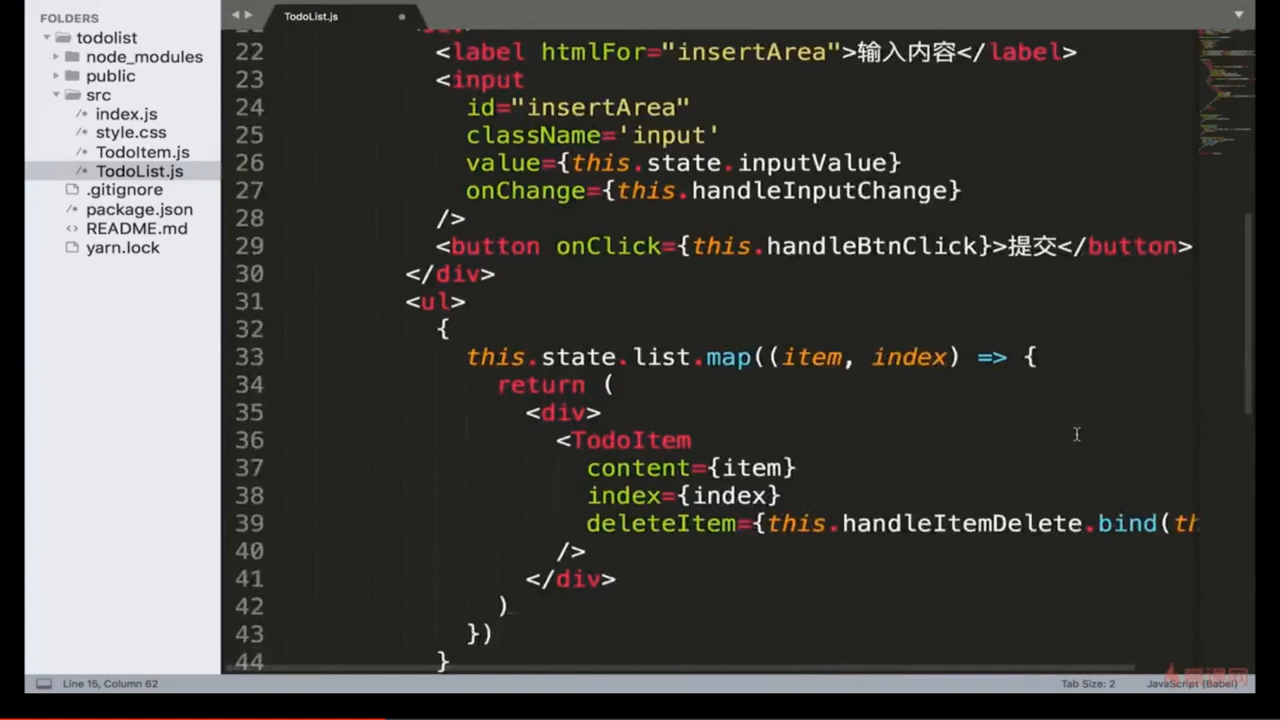 FOLDERS
todolist
node_modules
public
src
index.js
style.css
TodoItem.js
TodoList.js
.gitignore
package.json
README.md
yarn.lock
TodoList.js
22 <label htmlFor="insertArea">输入内容</label>
23 <input
24 id="insertArea"
25 className='input'
26 value={this.state.inputValue}
27 onChange={this.handleInputChange}
28 />
29 <button onClick={this.handleBtnClick}>提交</button>
30 </div>
31 <ul>
32 {
33 this.state.list.map((item, index) => {
34 return (
35 <div>
36 <TodoItem
37 content={item}
38 index={index}
39 deleteItem={this.handleItemDelete.bind(th
40 />
41 </div>
42 )
43 })
44 }
Line 15, Column 62
Tab Size: 2
JavaScript (Babel)